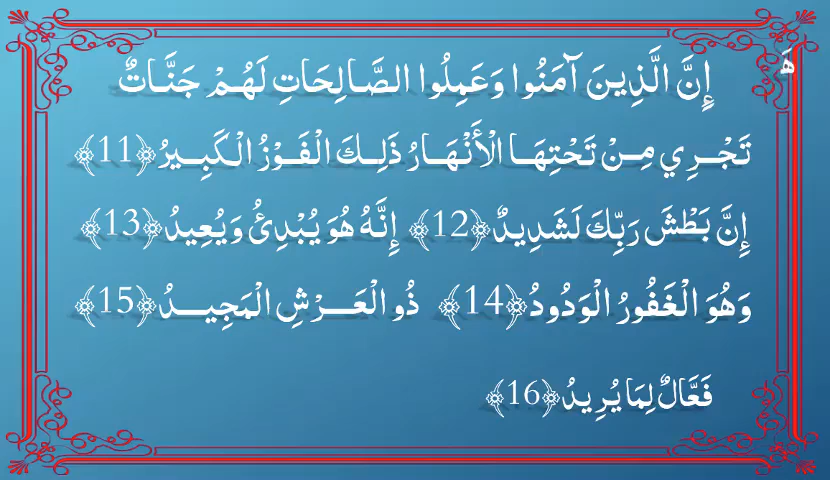 هَ
إِنَّ الَّذِينَ آمَنُوا وَعَمِلُوا الصَّالِحَاتِ لَهُمْ جَنَّاتٌ
تَجْرِي مِنْ تَحْتِهَا الْأَنْهَارُ ذَلِكَ الْفَوْزُ الْكَبِيرُ ﴿11﴾
إِنَّ بَطْشَ رَبِّكَ لَشَدِيدٌ ﴿12﴾ إِنَّهُ هُوَ يُبْدِئُ وَيُعِيدُ ﴿13﴾
وَهُوَ الْغَفُورُ الْوَدُودُ ﴿14﴾ ذُو الْعَرْشِ الْمَجِيدُ ﴿15﴾
فَعَّالٌ لِمَا يُرِيدُ ﴿16﴾